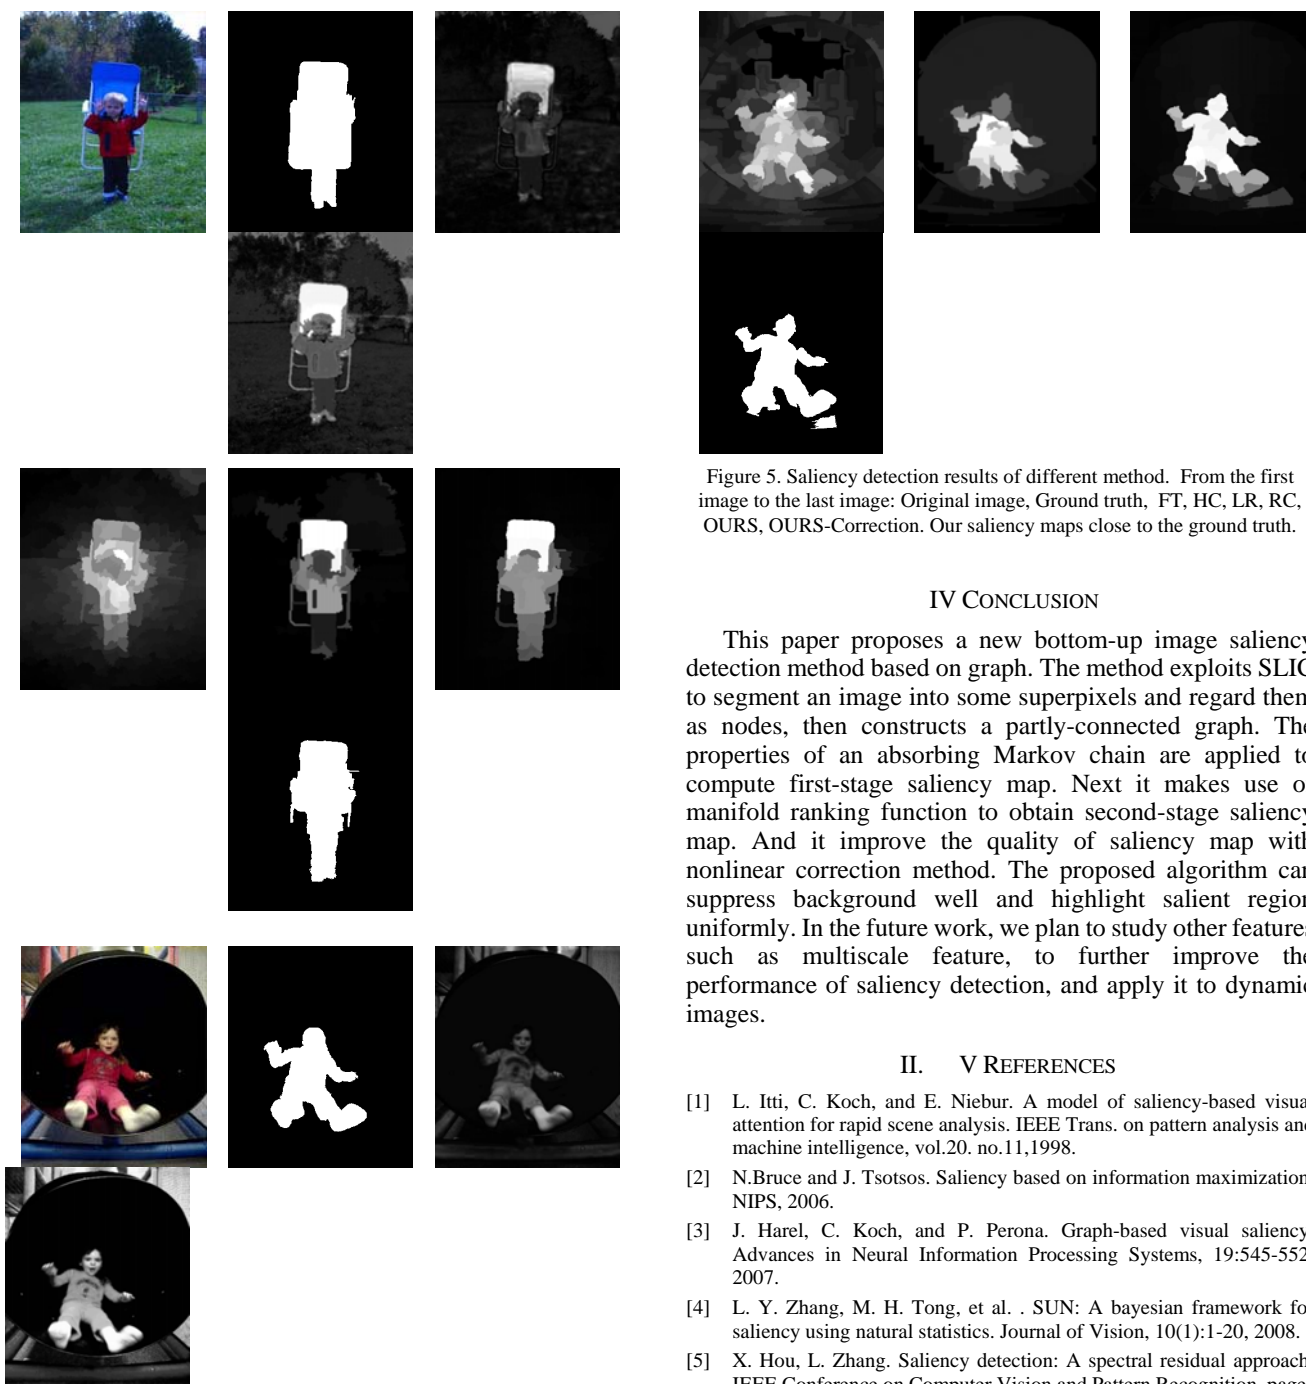 Figure 5. Saliency detection results of different method. From the first
image to the last image: Original image, Ground truth, FT, HC, LR, RC,
OURS, OURS-Correction. Our saliency maps close to the ground truth.
IV CONCLUSION
This paper proposes a new bottom-up image saliency
detection method based on graph. The method exploits SLIC
to segment an image into some superpixels and regard them
as nodes, then constructs a partly-connected graph. The
properties of an absorbing Markov chain are applied to
compute first-stage saliency map. Next it makes use of
manifold ranking function to obtain second-stage saliency
map. And it improve the quality of saliency map with
nonlinear correction method. The proposed algorithm can
suppress background well and highlight salient region
uniformly. In the future work, we plan to study other features
such as multiscale feature, to further improve the
performance of saliency detection, and apply it to dynamic
images.
II. V REFERENCES
[1] L. Itti, C. Koch, and E. Niebur. A model of saliency-based visual
attention for rapid scene analysis. IEEE Trans. on pattern analysis and
machine intelligence, vol.20. no.11,1998.
[2] N.Bruce and J. Tsotsos. Saliency based on information maximization
NIPS, 2006.
[3] J. Harel, C. Koch, and P. Perona. Graph-based visual saliency
Advances in Neural Information Processing Systems, 19:545-552
2007.
[4] L. Y. Zhang, M. H. Tong, et al. . SUN: A bayesian framework for
saliency using natural statistics. Journal of Vision, 10(1):1-20, 2008.
[5] X. Hou, L. Zhang. Saliency detection: A spectral residual approach
IEEE Conference on Computer Vision and Pattern Recognition, page